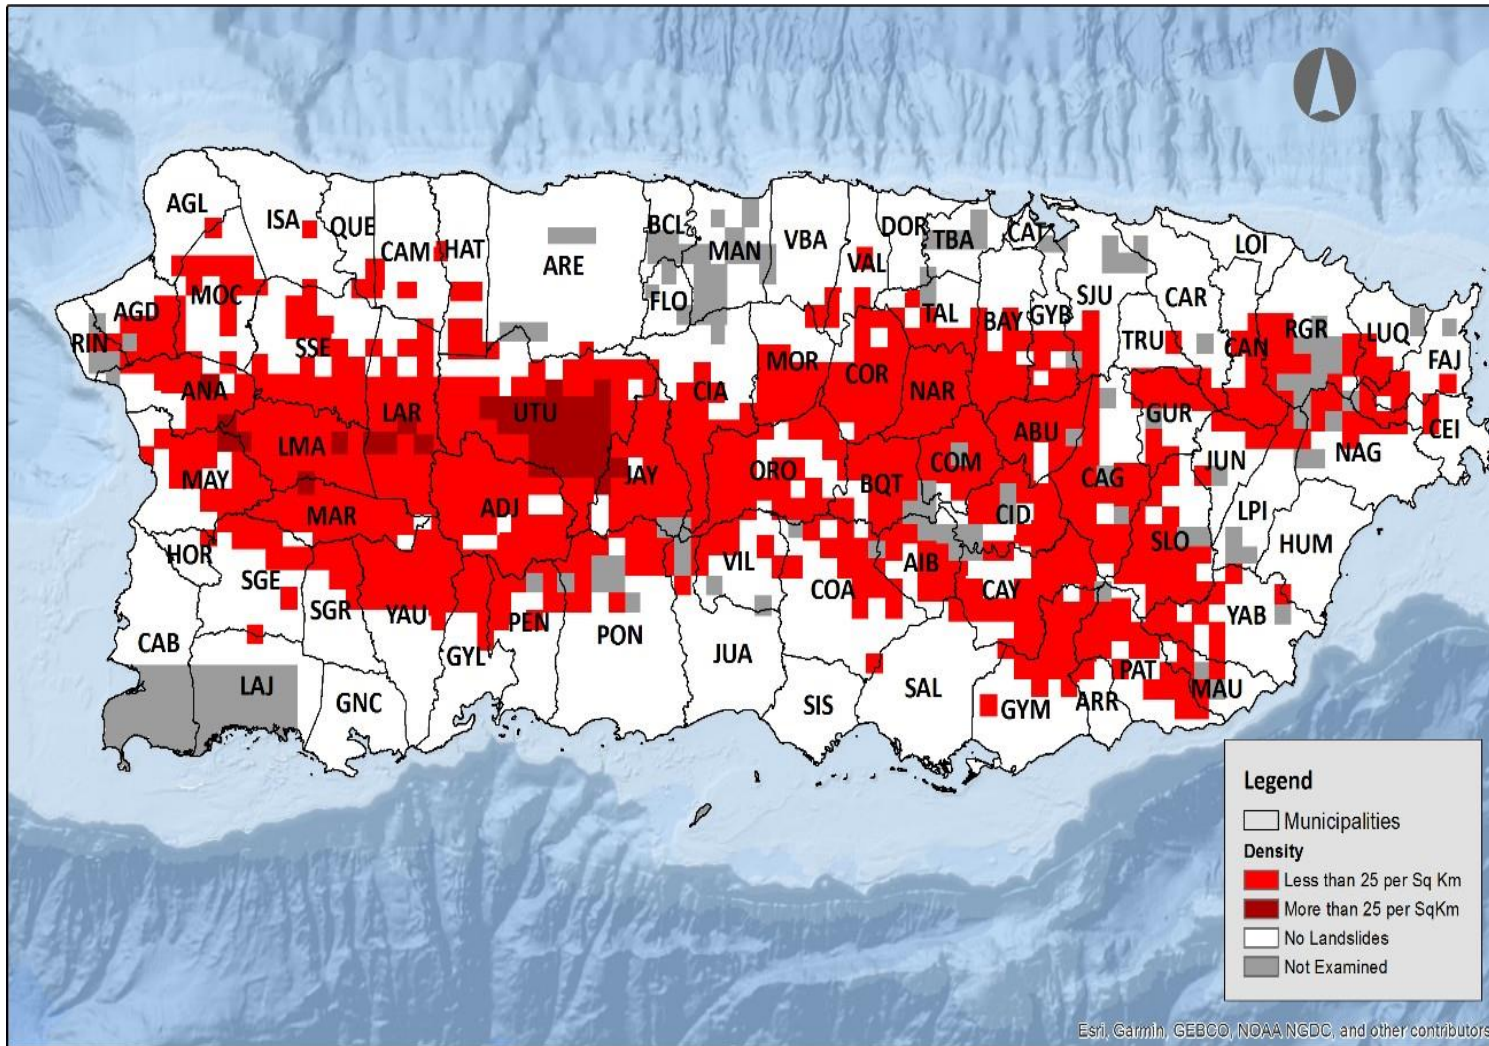 AGL
ISA
QUE
CAM
HAT
ARE
BCL
MAN
VBA
DOR
TBA
CAT
LOI
VAL
FLO
SJU
CAR
MOC
AGD
RIN
SSE
TAL
BAY
GYB
TRU
CAN
RGR
LUQ
FAJ
MOR
COR
NAR
CIA
ANA
LAR
UTU
LMA
ABU
GUR
CEI
NAG
MAY
JAY
ORO
BQT
COM
CAG
JUN
MAR
ADJ
CID
LPI
HUM
HOR
SGE
SGR
YAU
GYL
PEN
PON
VIL
COA
AIB
CAY
SLO
YAB
CAB
LAJ
GNC
JUA
SIS
SAL
GYM
ARR
PAT
MAU
Legend
Municipalities
Density
Less than 25 per Sq Km
More than 25 per SqKm
No Landslides
Not Examined
Esri, Garmin, GEBCO, NOAA NGDC, and other contributors